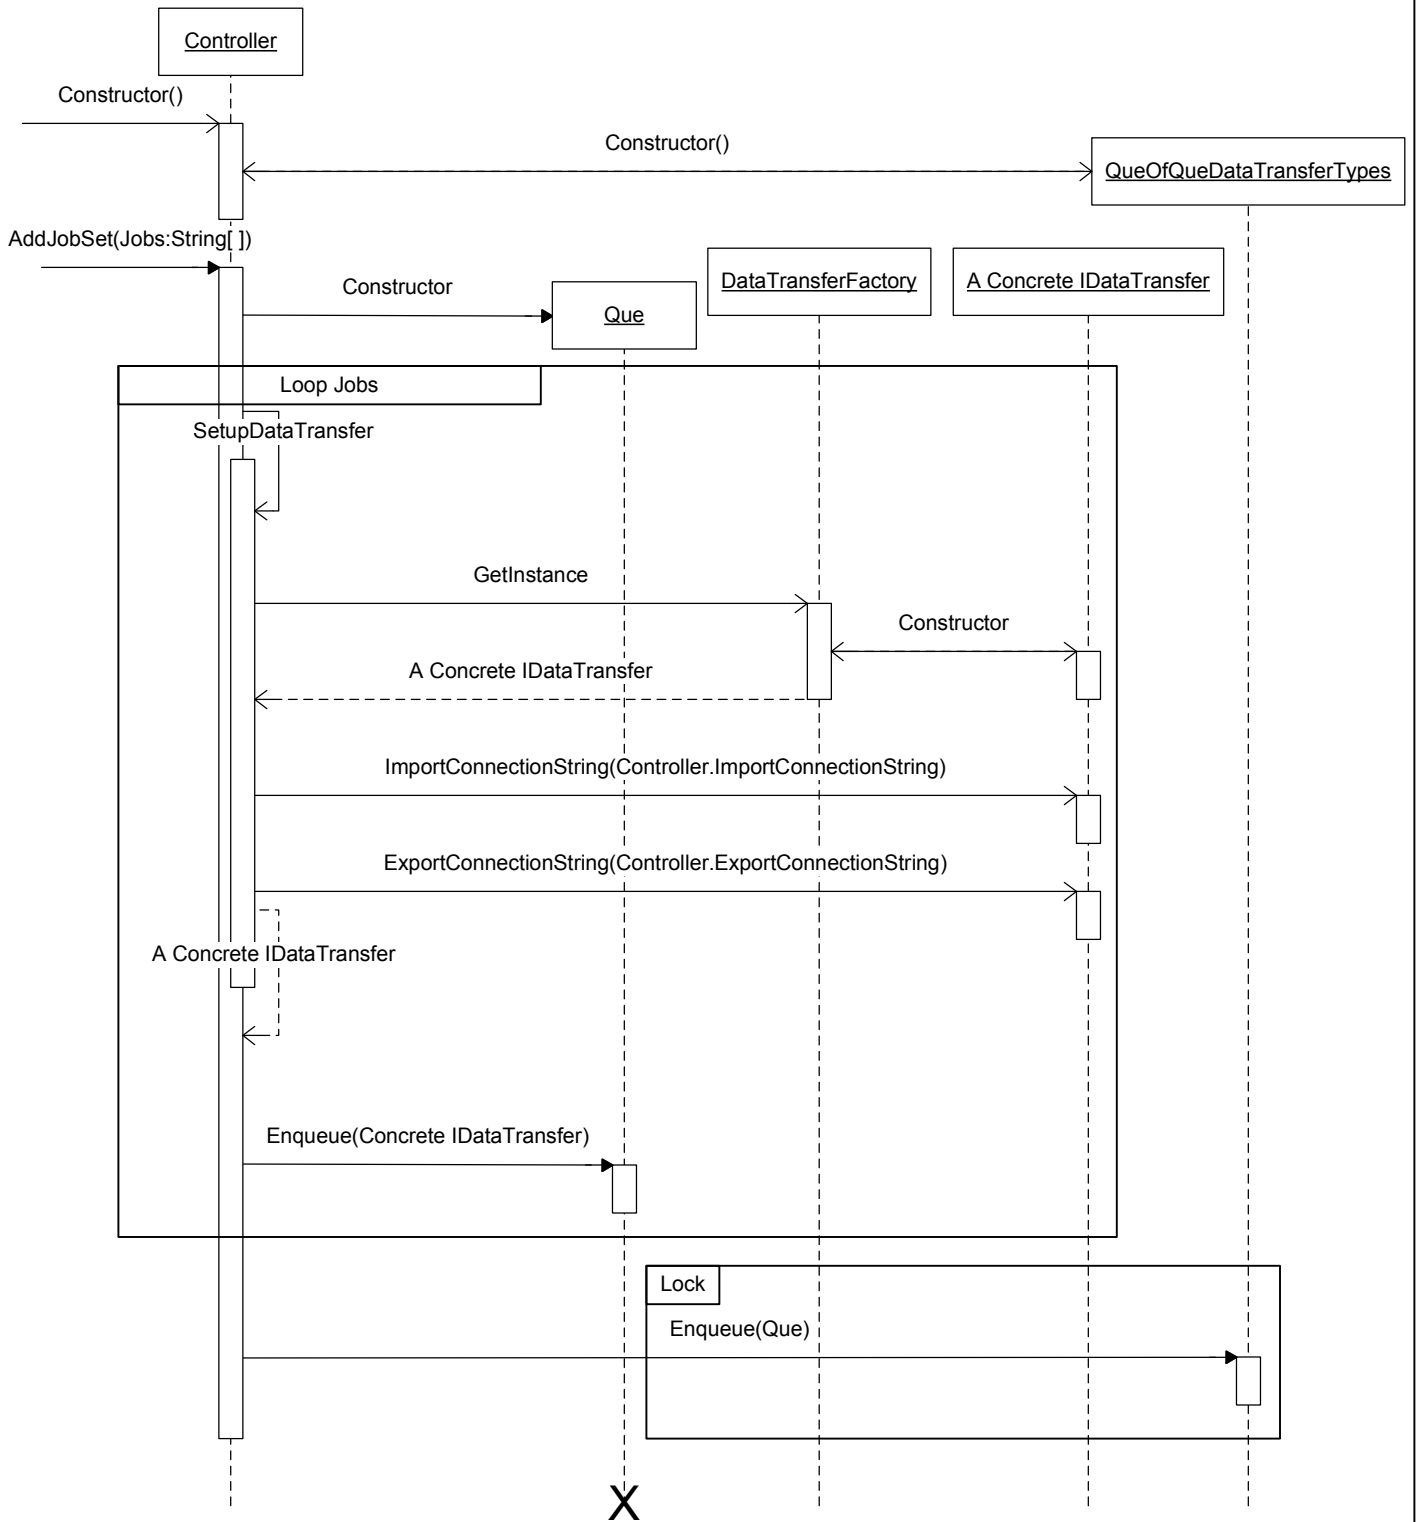 Controller
Constructor()
Constructor()
QueOfQueDataTransferTypes
AddJobSet(Jobs:String[ ])
Constructor
Que
DataTransferFactory
A Concrete IDataTransfer
Loop Jobs
SetupDataTransfer
GetInstance
Constructor
A Concrete IDataTransfer
ImportConnectionString(Controller.ImportConnectionString)
ExportConnectionString(Controller.ExportConnectionString)
A Concrete IDataTransfer
Enqueue(Concrete IDataTransfer)
Lock
Enqueue(Que)